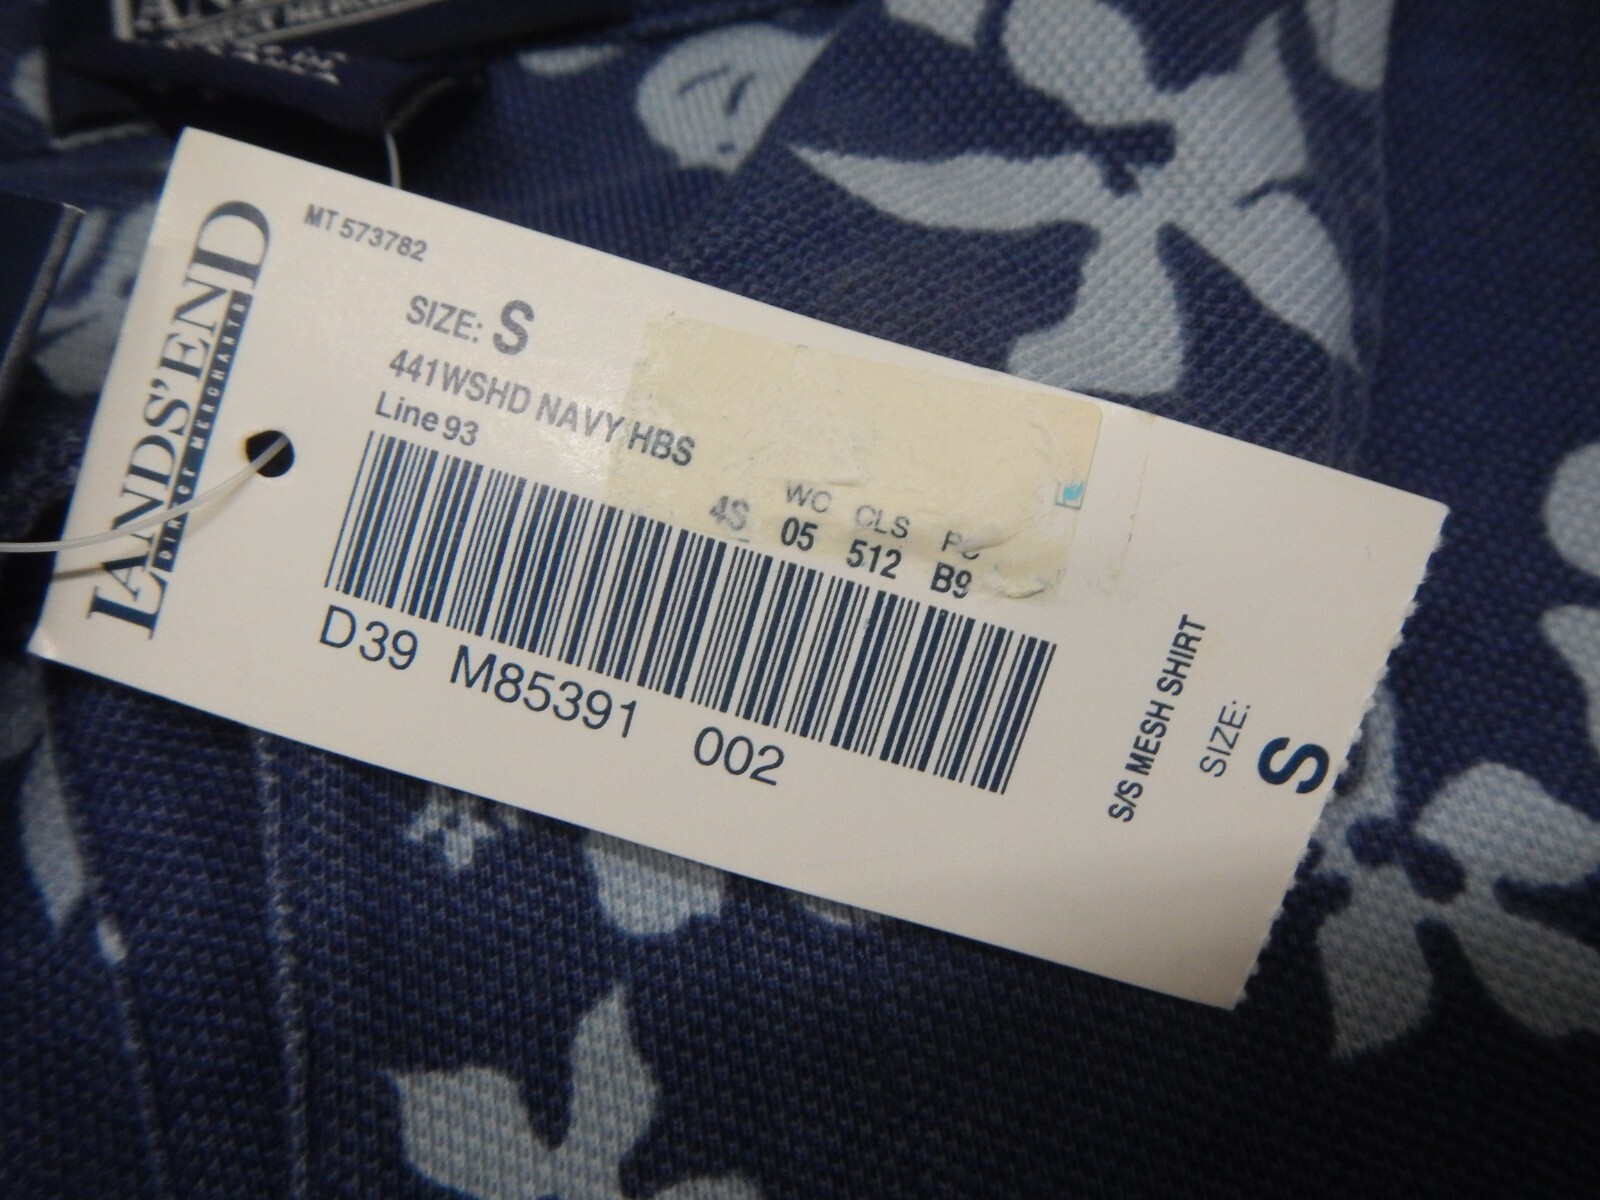 LANDS' END
DIRECT MERCHANTS
MT 573782
SIZE: S
441WSHD NAVY HBS
Line 93
4S
WC CLS
05 512 B9
D39 M85391 002
S/S MESH SHIRT
SIZE: S